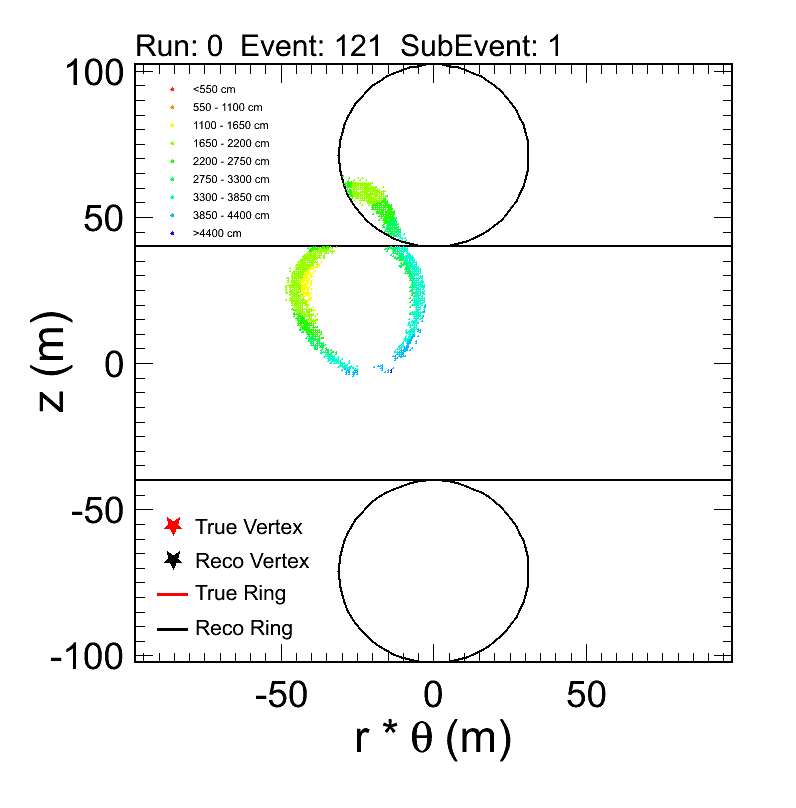 Run: 0 Event: 121 SubEvent: 1
100
<550 cm
550 - 1100 cm
1100 - 1650 cm
1650 - 2200 cm
2200 - 2750 cm
2750 - 3300 cm
3300 - 3850 cm
3850 - 4400 cm
>4400 cm
50
z (m)
0
-50
True Vertex
Reco Vertex
True Ring
Reco Ring
-100
-50 0 50
r * θ (m)